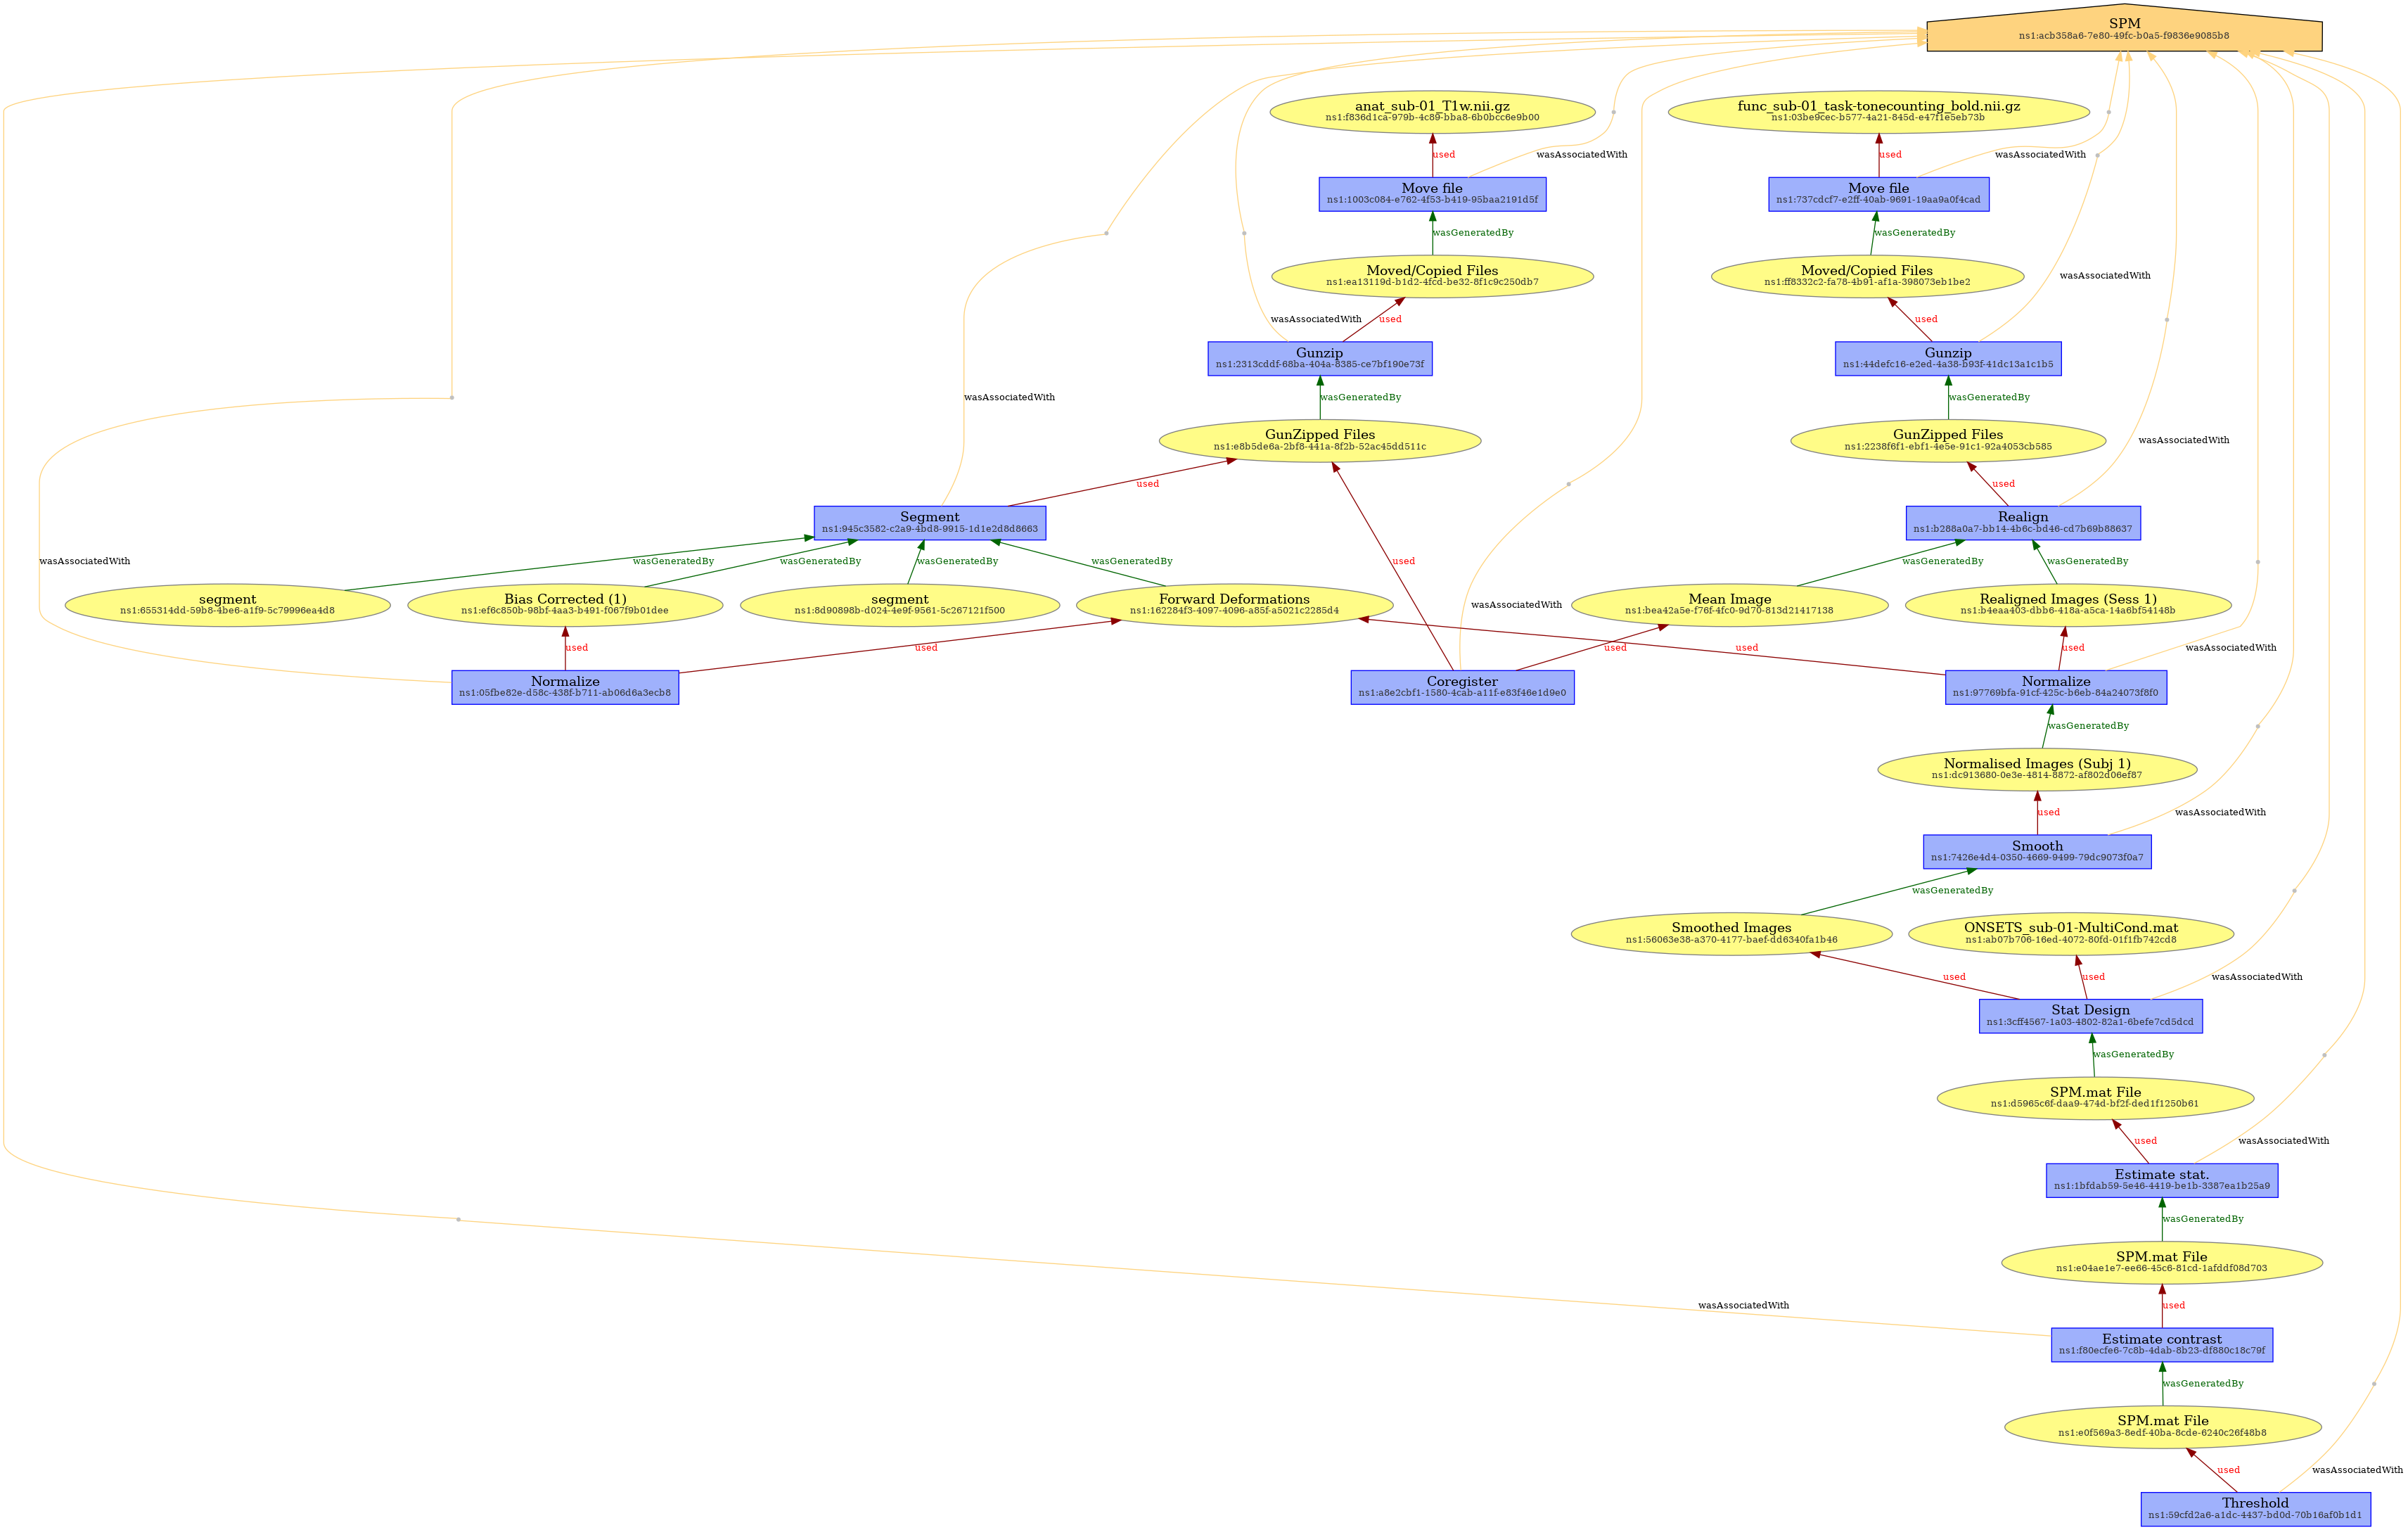 SPM
ns1:acb358a6-7e80-49fc-b0a5-f9836e9085b8
anat_sub-01_T1w.nii.gz
ns1:f836d1ca-979b-4c89-bba8-6b0bcc6e9b00
func_sub-01_task-tonecounting_bold.nii.gz
ns1:03be9cec-b577-4a21-845d-e47f1e5eb73b
used
wasAssociatedWith
used
wasAssociatedWith
Move file
ns1:1003c084-e762-4f53-b419-95baa2191d5f
Move file
ns1:737cdcf7-e2ff-40ab-9691-19aa9a0f4cad
wasGeneratedBy
wasGeneratedBy
Moved/Copied Files
ns1:ea13119d-b1d2-4fcd-be32-8f1c9c250db7
Moved/Copied Files
ns1:ff8332c2-fa78-4b91-af1a-398073eb1be2
wasAssociatedWith
wasAssociatedWith
used
used
Gunzip
ns1:2313cddf-68ba-404a-8385-ce7bf190e73f
Gunzip
ns1:44defc16-e2ed-4a38-b93f-41dc13a1c1b5
wasAssociatedWith
wasGeneratedBy
wasGeneratedBy
GunZipped Files
ns1:e8b5de6a-2bf8-441a-8f2b-52ac45dd511c
GunZipped Files
ns1:2238f6f1-ebf1-4e5e-91c1-92a4053cb585
wasAssociatedWith
used
used
Segment
ns1:945c3582-c2a9-4bd8-9915-1d1e2d8d8663
Realign
ns1:b288a0a7-bb14-4b6c-bd46-cd7b69b88637
wasAssociatedWith
wasGeneratedBy
wasGeneratedBy
wasGeneratedBy
wasGeneratedBy
used
wasGeneratedBy
wasGeneratedBy
segment
ns1:655314dd-59b8-4be6-a1f9-5c79996ea4d8
Bias Corrected (1)
ns1:ef6c850b-98bf-4aa3-b491-f067f9b01dee
segment
ns1:8d90898b-d024-4e9f-9561-5c267121f500
Forward Deformations
ns1:162284f3-4097-4096-a85f-a5021c2285d4
wasAssociatedWith
Mean Image
ns1:bea42a5e-f76f-4fc0-9d70-813d21417138
Realigned Images (Sess 1)
ns1:b4eaa403-dbb6-418a-a5ca-14a6bf54148b
used
used
used
used
used
wasAssociatedWith
Normalize
ns1:05fbe82e-d58c-438f-b711-ab06d6a3ecb8
Coregister
ns1:a8e2cbf1-1580-4cab-a11f-e83f46e1d9e0
Normalize
ns1:97769bfa-91cf-425c-b6eb-84a24073f8f0
wasGeneratedBy
Normalised Images (Subj 1)
ns1:dc913680-0e3e-4814-8872-af802d06ef87
used
wasAssociatedWith
Smooth
ns1:7426e4d4-0350-4669-9499-79dc9073f0a7
wasGeneratedBy
Smoothed Images
ns1:56063e38-a370-4177-baef-dd6340fa1b46
ONSETS_sub-01-MultiCond.mat
ns1:ab07b706-16ed-4072-80fd-01f1fb742cd8
used
used
wasAssociatedWith
Stat Design
ns1:3cff4567-1a03-4802-82a1-6befe7cd5dcd
wasGeneratedBy
SPM.mat File
ns1:d5965c6f-daa9-474d-bf2f-ded1f1250b61
used
wasAssociatedWith
Estimate stat.
ns1:1bfdab59-5e46-4419-be1b-3387ea1b25a9
wasGeneratedBy
SPM.mat File
ns1:e04ae1e7-ee66-45c6-81cd-1afddf08d703
wasAssociatedWith
used
Estimate contrast
ns1:f80ecfe6-7c8b-4dab-8b23-df880c18c79f
wasGeneratedBy
SPM.mat File
ns1:e0f569a3-8edf-40ba-8cde-6240c26f48b8
used
wasAssociatedWith
Threshold
ns1:59cfd2a6-a1dc-4437-bd0d-70b16af0b1d1